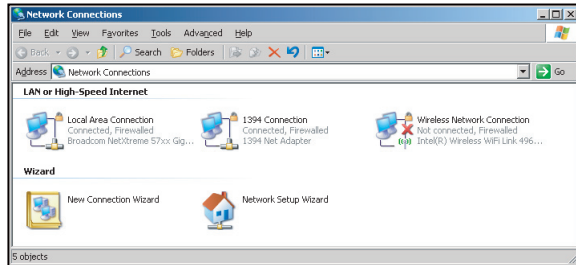 Network Connections
File Edit View Favorites Tools Advanced Help
Back Search Folders
Address Network Connections Go
LAN or High-Speed Internet
Local Area Connection
Connected, Firewalled
Broadcom NetXtreme 57xx Gig...
1394 Connection
Connected, Firewalled
1394 Net Adapter
Wireless Network Connection
Not connected, Firewalled
Intel(R) Wireless WiFi Link 496...
Wizard
New Connection Wizard
Network Setup Wizard
5 objects